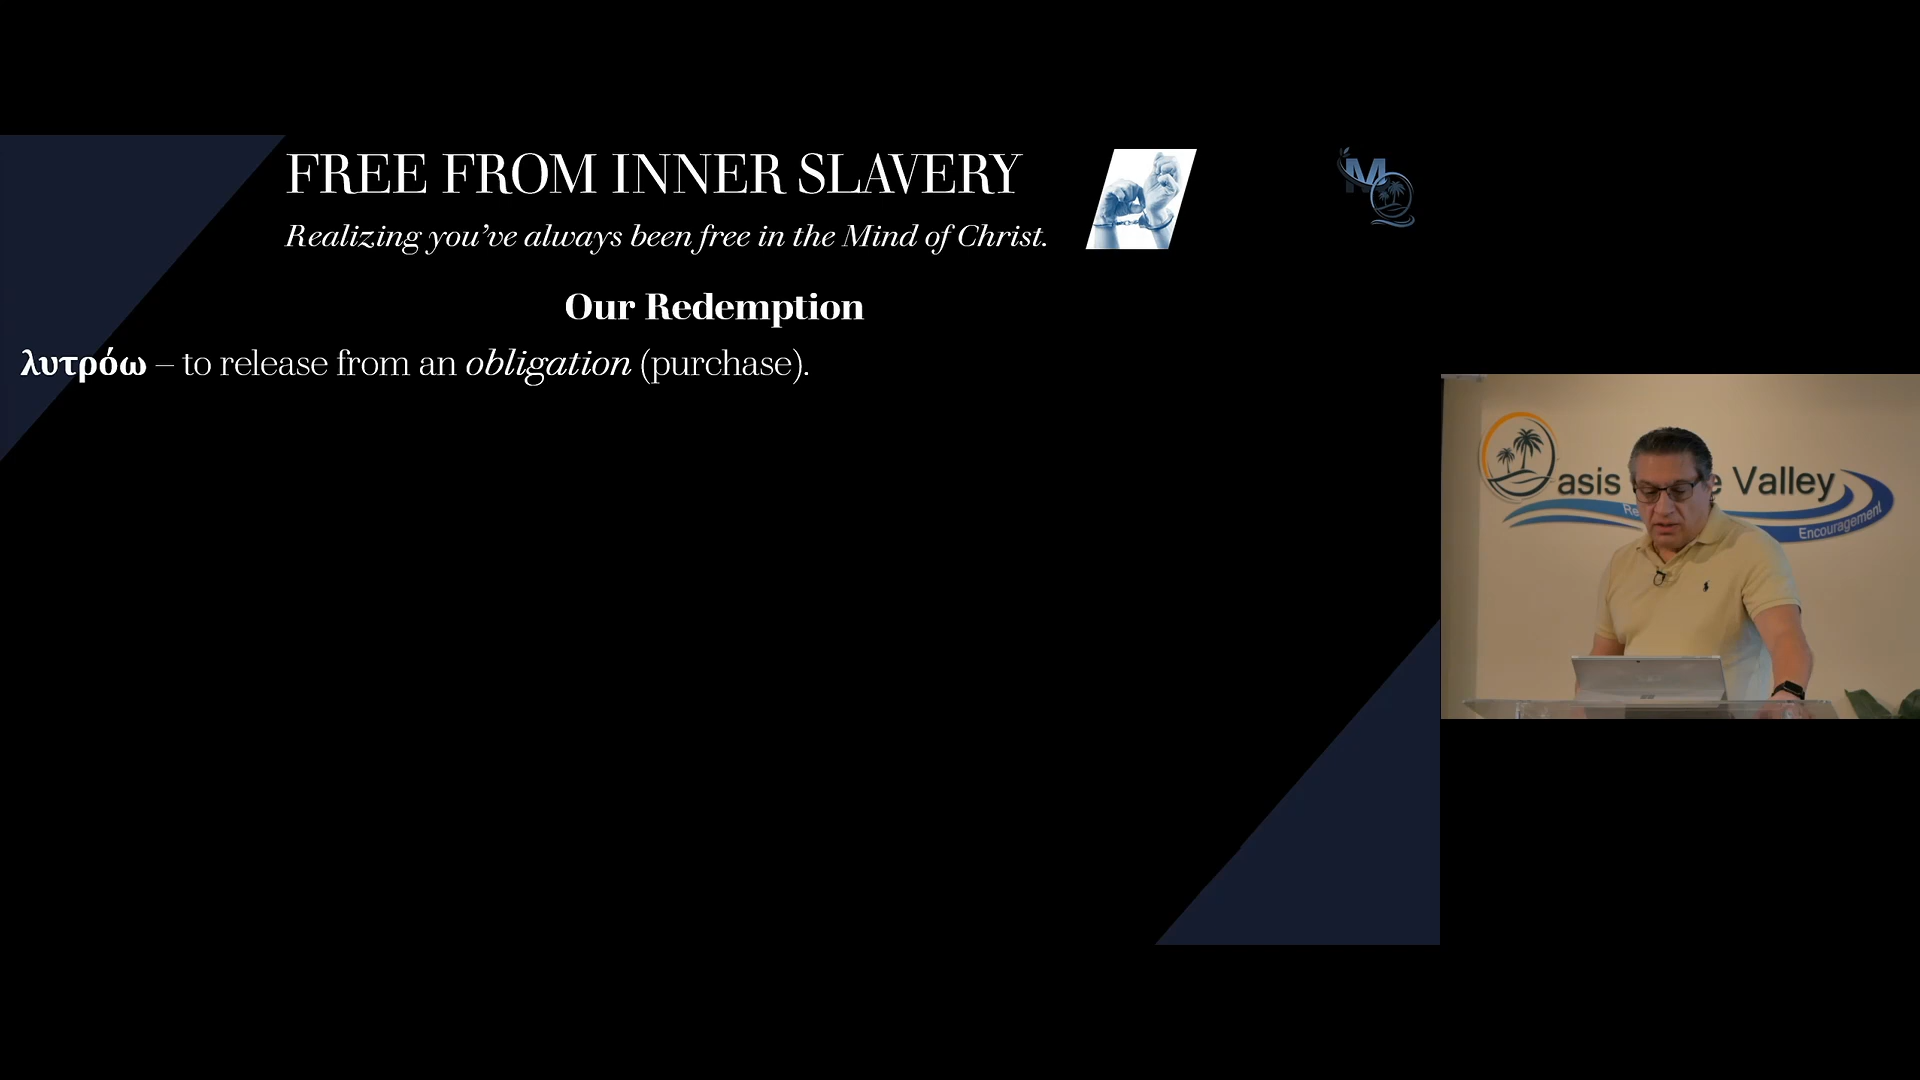 FREE FROM INNER SLAVERY
Realizing you've always been free in the Mind of Christ.
M
Our Redemption
λυτρόω – to release from an obligation (purchase).
asis Valley
Encouragement